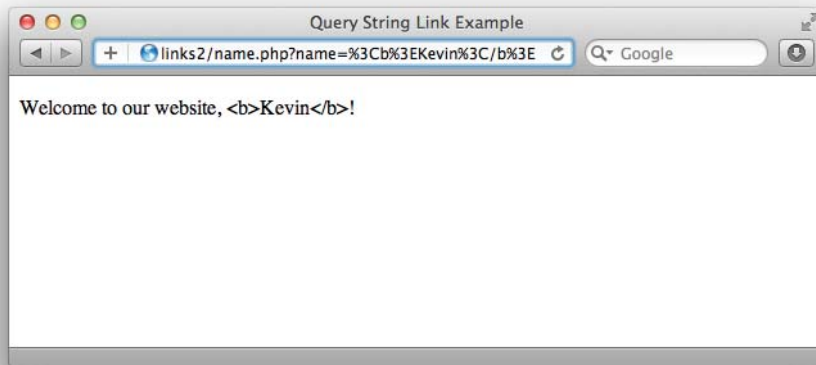 Query String Link Example
+ links2/name.php?name=%3Cb%3EKevin%3C/b%3E Google
Welcome to our website, <b>Kevin</b>!